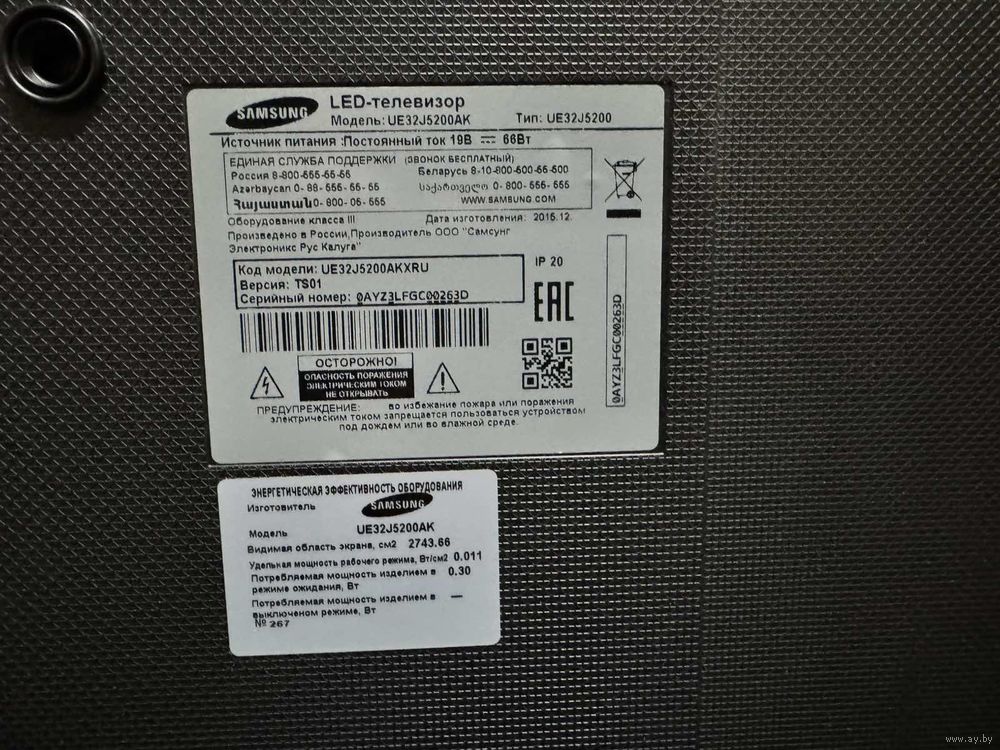 SAMSUNG LED-телевизор
Модель: UE32J5200AK Тип: UE32J5200
Источник питания :Постоянный ток 19В 66Вт
ЕДИНАЯ СЛУЖБА ПОДДЕРЖКИ (ЗВОНОК БЕСПЛАТНЫЙ)
Россия 8-800-555-55-55 Беларусь 8-10-800-500-55-500
Azərbaycan 0-88-555-55-55 საქართველო 0-800-555-555
Հայաստան 0-800-05-555 WWW.SAMSUNG.COM
Оборудование класса III Дата изготовления: 2015.12.
Произведено в России,Производитель ООО "Самсунг
Электроникс Рус Калуга"
Код модели: UE32J5200AKXRU
Версия: TS01
Серийный номер: 0AYZ3LFGC00263D
IP 20
EAC
0AYZ3LFGC00263D
ОСТОРОЖНО!
ОПАСНОСТЬ ПОРАЖЕНИЯ
ЭЛЕКТРИЧЕСКИМ ТОКОМ
НЕ ОТКРЫВАТЬ
ПРЕДУПРЕЖДЕНИЕ: во избежание пожара или поражения
электрическим током запрещается пользоваться устройством
под дождем или во влажной среде.
ЭНЕРГЕТИЧЕСКАЯ ЭФФЕКТИВНОСТЬ ОБОРУДОВАНИЯ
Изготовитель SAMSUNG
Модель UE32J5200AK
Видимая область экрана, см2 2743.66
Удельная мощность рабочего режима, Вт/см2 0.011
Потребляемая мощность изделием в 0.30
режиме ожидания, Вт
Потребляемая мощность изделием в —
выключеном режиме, Вт
№ 267
www.ay.by